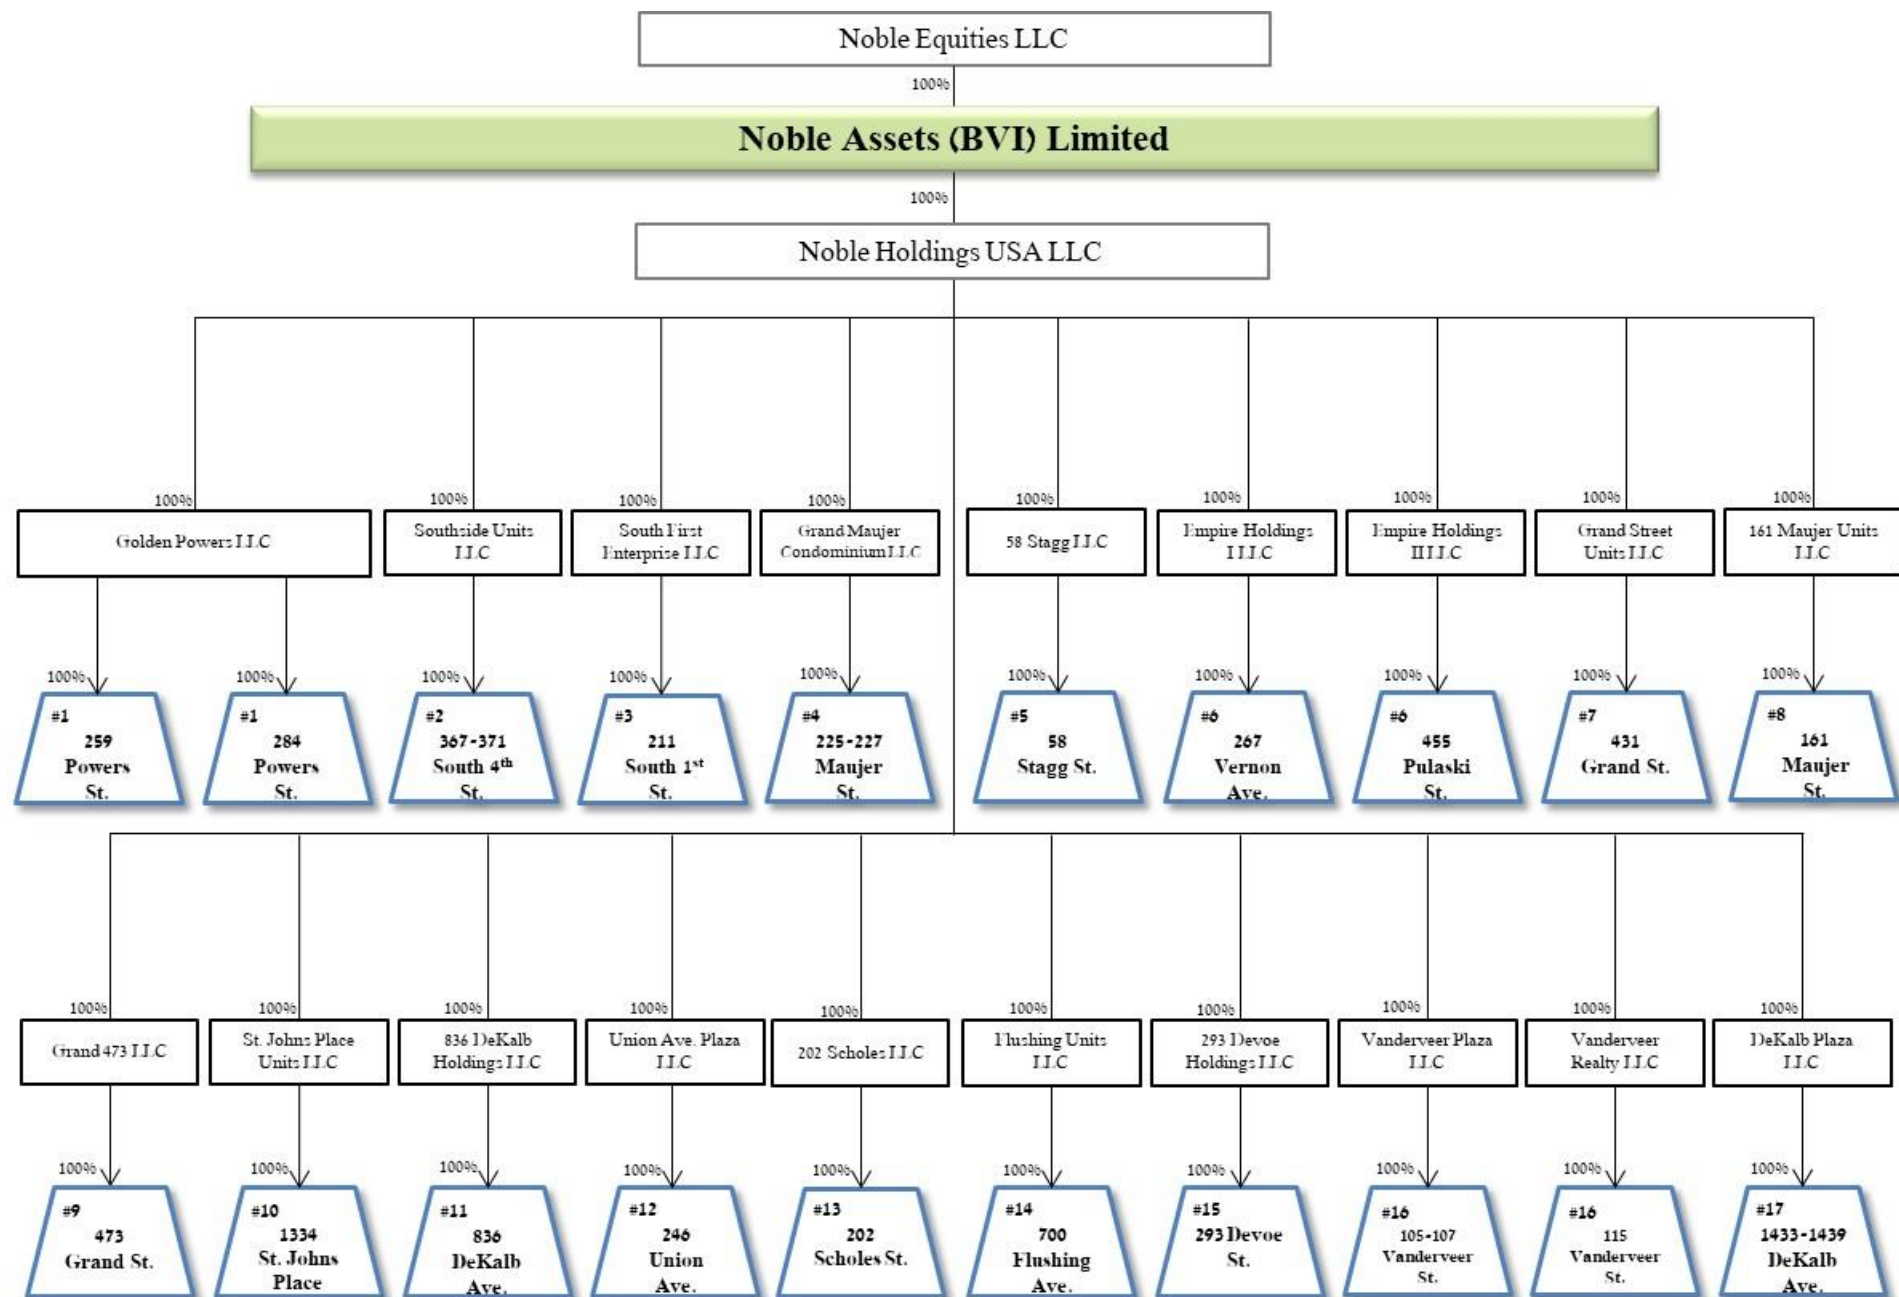 Noble Equities LLC
100%
Noble Assets (BVI) Limited
100%
Noble Holdings USA LLC
100%
100%
100%
100%
100%
100%
100%
100%
100%
Golden Powers LLC
Southside Units
LLC
South First
Enterprise LLC
Grand Maujer
Condominium LLC
58 Stagg LLC
Empire Holdings
I LLC
Empire Holdings
II LLC
Grand Street
Units LLC
161 Maujer Units
LLC
100%
100%
100%
100%
100%
100%
100%
100%
100%
100%
#1
259
Powers
St.
#1
284
Powers
St.
#2
367-371
South 4th
St.
#3
211
South 1st
St.
#4
225-227
Maujer
St.
#5
58
Stagg St.
#6
267
Vernon
Ave.
#6
455
Pulaski
St.
#7
431
Grand St.
#8
161
Maujer
St.
100%
100%
100%
100%
100%
100%
100%
100%
100%
100%
Grand 473 LLC
St. Johns Place
Units LLC
836 DeKalb
Holdings LLC
Union Ave. Plaza
LLC
202 Scholes LLC
Flushing Units
LLC
293 Devoe
Holdings LLC
Vanderveer Plaza
LLC
Vanderveer
Realty LLC
DeKalb Plaza
LLC
100%
100%
100%
100%
100%
100%
100%
100%
100%
100%
#9
473
Grand St.
#10
1334
St. Johns
Place
#11
836
DeKalb
Ave.
#12
246
Union
Ave.
#13
202
Scholes St.
#14
700
Flushing
Ave.
#15
293 Devoe
St.
#16
105-107
Vanderveer
St.
#16
115
Vanderveer
St.
#17
1433-1439
DeKalb
Ave.